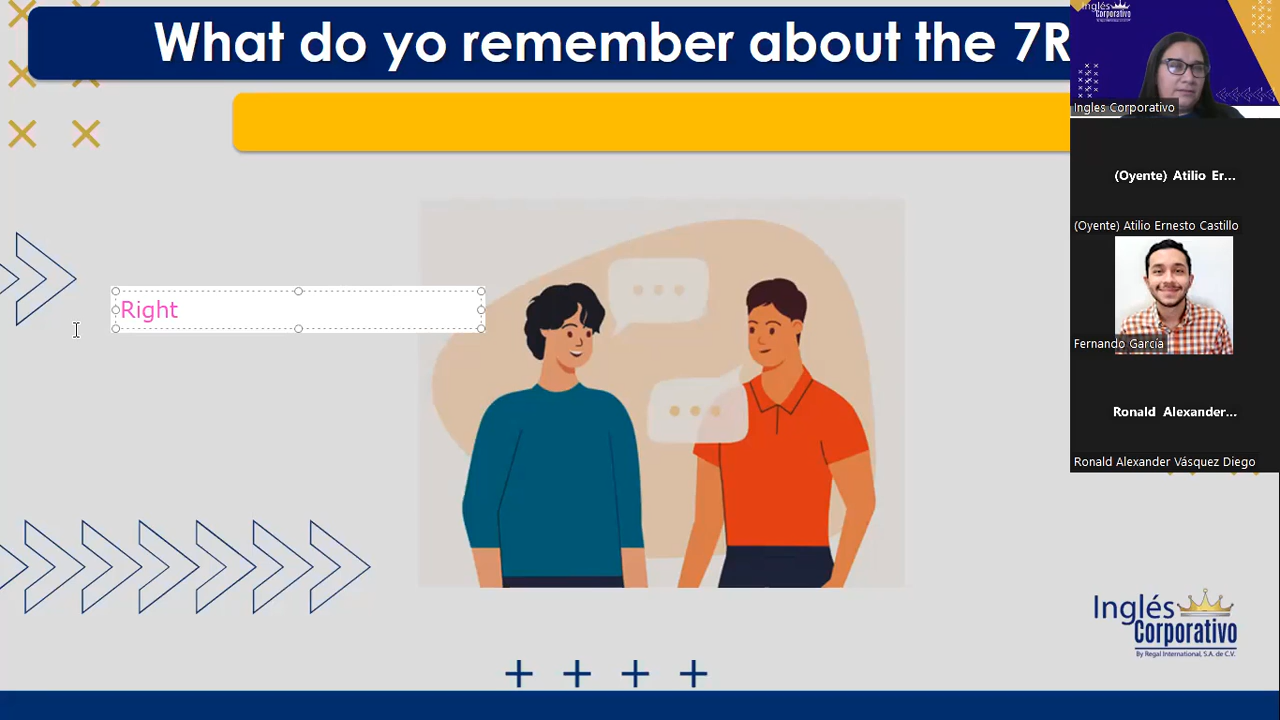 What do yo remember about the 7R
Inglés
Corporativo
Ingles Corporativo
(Oyente) Atilio Er...
(Oyente) Atilio Ernesto Castillo
Right
Fernando García
Ronald Alexander...
Ronald Alexander Vásquez Diego
Inglés
Corporativo
By Regal International, S.A. de C.V.